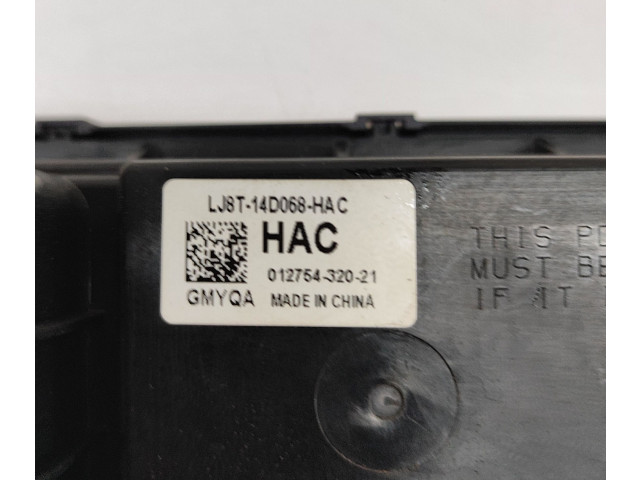 LJ8T-14D068-HAC
HAC
012754-320-21
GMYQA MADE IN CHINA
THIS
MUST BE
IF IT